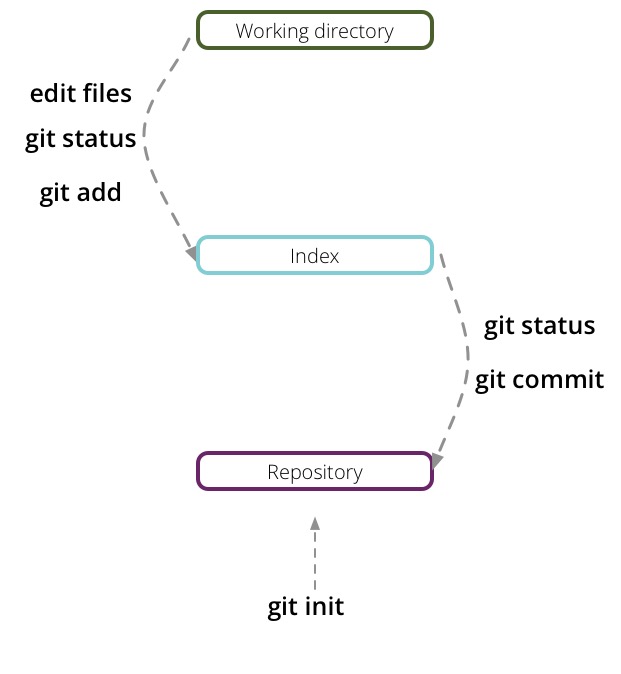 Working directory
edit files
git status
git add
Index
git status
git commit
Repository
git init